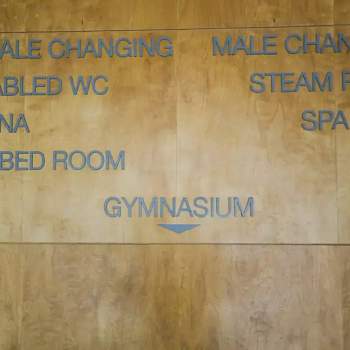 ALE CHANGING MALE CHAN
ABLED WC STEAM R
NA SPA
BED ROOM
GYMNASIUM